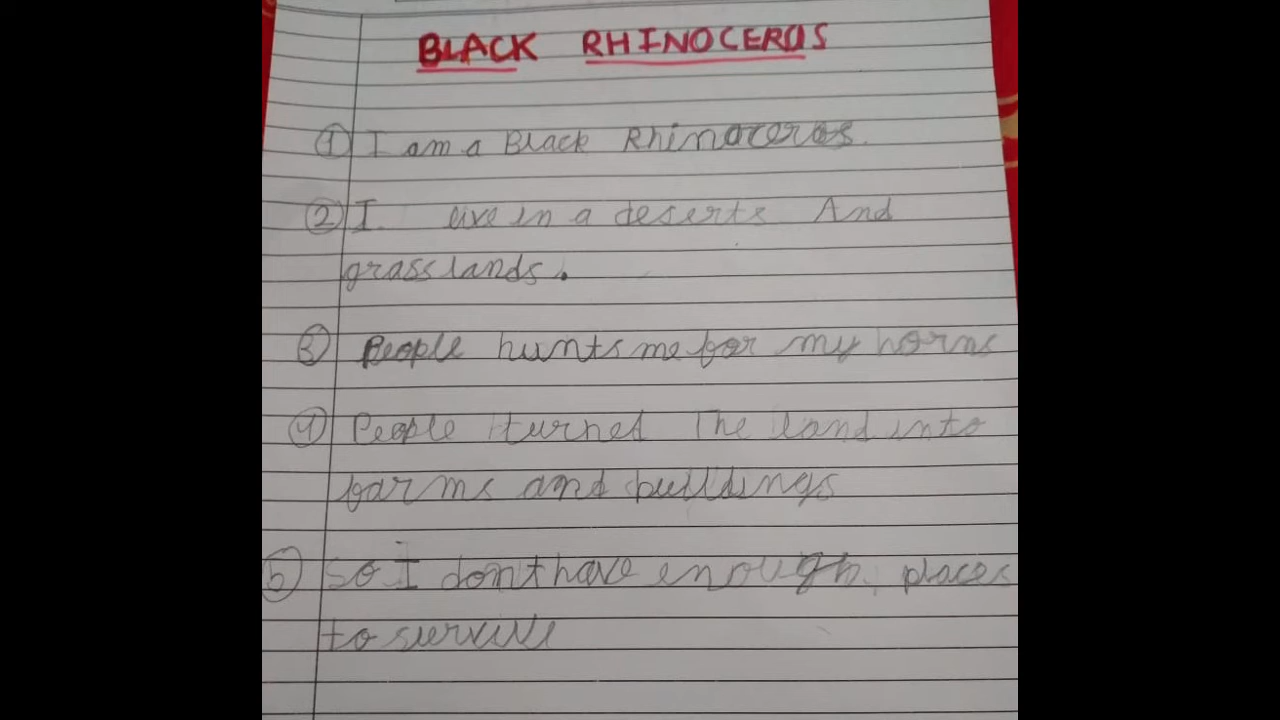 BLACK RHINOCEROS
① I am a Black Rhinoceros.
② I. live in a deserts And
grasslands.
③ People hunts me for my horns
④ People turned The land into
farms and buildings
⑤ So I don't have enough places
to survive